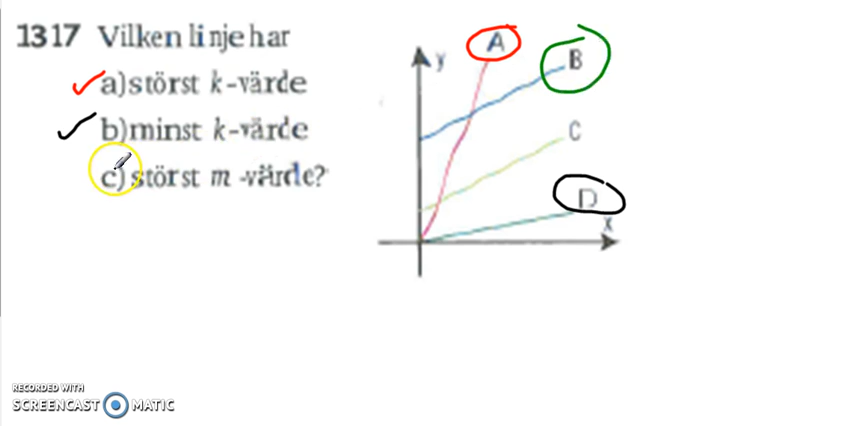 1317 Vilken linje har
a) störst k-värde
b) minst k-värde
c) störst m-värde?
A
y
B
C
D
x
RECORDED WITH
SCREENCAST MATIC